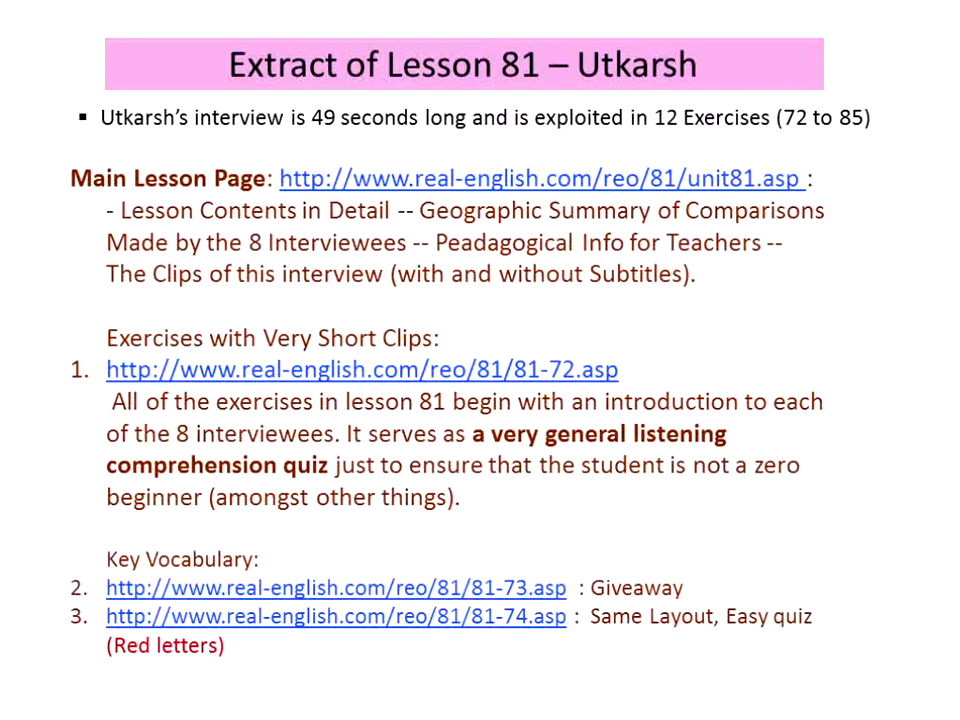 Extract of Lesson 81 – Utkarsh
▪ Utkarsh's interview is 49 seconds long and is exploited in 12 Exercises (72 to 85)
Main Lesson Page: http://www.real-english.com/reo/81/unit81.asp :
- Lesson Contents in Detail -- Geographic Summary of Comparisons
Made by the 8 Interviewees -- Peadagogical Info for Teachers --
The Clips of this interview (with and without Subtitles).
Exercises with Very Short Clips:
1. http://www.real-english.com/reo/81/81-72.asp
All of the exercises in lesson 81 begin with an introduction to each
of the 8 interviewees. It serves as a very general listening
comprehension quiz just to ensure that the student is not a zero
beginner (amongst other things).
Key Vocabulary:
2. http://www.real-english.com/reo/81/81-73.asp : Giveaway
3. http://www.real-english.com/reo/81/81-74.asp : Same Layout, Easy quiz
(Red letters)